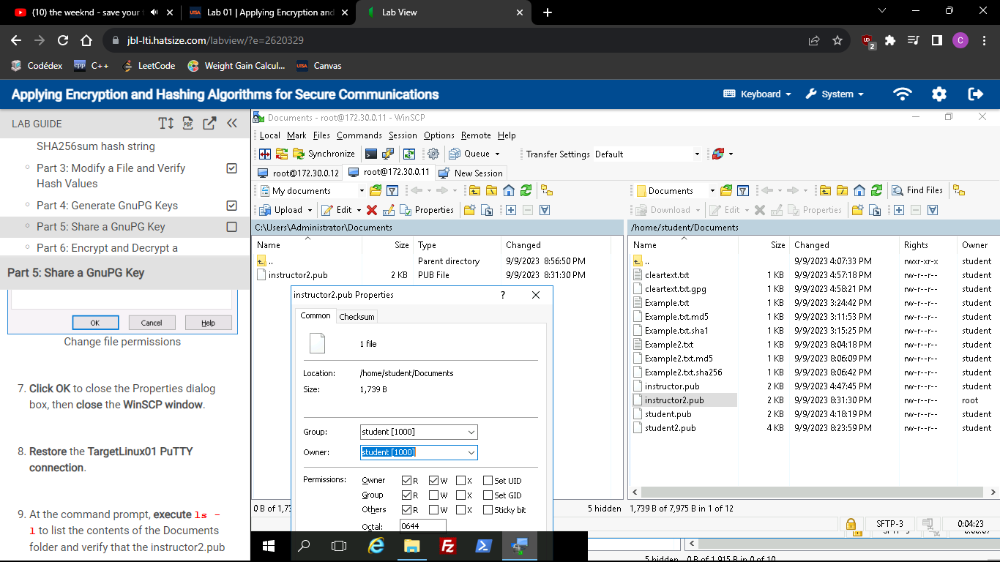 (10) the weeknd - save your
Lab 01 | Applying Encryption and
Lab View
jbl-lti.hatsize.com/labview/?e=2620329
2
C
Codédex
cpp C++
LeetCode
Weight Gain Calcul...
UTSA Canvas
Applying Encryption and Hashing Algorithms for Secure Communications
Keyboard
System
LAB GUIDE
PDF
SHA256sum hash string
Part 3: Modify a File and Verify
Hash Values
Part 4: Generate GnuPG Keys
Part 5: Share a GnuPG Key
Part 6: Encrypt and Decrypt a
Part 5: Share a GnuPG Key
OK Cancel Help
Change file permissions
7. Click OK to close the Properties dialog
box, then close the WinSCP window.
8. Restore the TargetLinux01 PuTTY
connection.
9. At the command prompt, execute ls -
l to list the contents of the Documents
folder and verify that the instructor2.pub
Documents - root@172.30.0.11 - WinSCP
Local Mark Files Commands Session Options Remote Help
Synchronize Queue Transfer Settings Default
root@172.30.0.12 root@172.30.0.11 New Session
My documents
Upload Edit Properties
C:\Users\Administrator\Documents
Name Size Type Changed
.. Parent directory 9/9/2023 8:56:50 PM
instructor2.pub 2 KB PUB File 9/9/2023 8:31:30 PM
Documents Find Files
Download Edit Properties
/home/student/Documents
Name Size Changed Rights Owner
.. 9/9/2023 4:07:33 PM rwxr-xr-x student
cleartext.txt 1 KB 9/9/2023 4:57:18 PM rw-r--r-- student
cleartext.txt.gpg 1 KB 9/9/2023 4:58:21 PM rw-r--r-- student
Example.txt 1 KB 9/9/2023 3:24:42 PM rw-r--r-- student
Example.txt.md5 1 KB 9/9/2023 3:11:53 PM rw-r--r-- student
Example.txt.sha1 1 KB 9/9/2023 3:15:25 PM rw-r--r-- student
Example2.txt 1 KB 9/9/2023 8:04:18 PM rw-r--r-- student
Example2.txt.md5 1 KB 9/9/2023 8:06:09 PM rw-r--r-- student
Example2.txt.sha256 1 KB 9/9/2023 8:06:42 PM rw-r--r-- student
instructor.pub 2 KB 9/9/2023 4:47:45 PM rw-r--r-- student
instructor2.pub 2 KB 9/9/2023 8:31:30 PM rw-r--r-- root
student.pub 2 KB 9/9/2023 4:18:19 PM rw-r--r-- student
student2.pub 4 KB 9/9/2023 8:23:59 PM rw-r--r-- student
instructor2.pub Properties ?
Common Checksum
1 file
Location: /home/student/Documents
Size: 1,739 B
Group: student [1000]
Owner: student [1000]
Permissions: Owner R W X Set UID
Group R W X Set GID
Others R W X Sticky bit
Octal: 0644
0 B of 1,73
5 hidden
1,739 B of 7,975 B in 1 of 12
SFTP-3 0:04:23
5 hidden 0 B of 1,915 B in 0 of 10